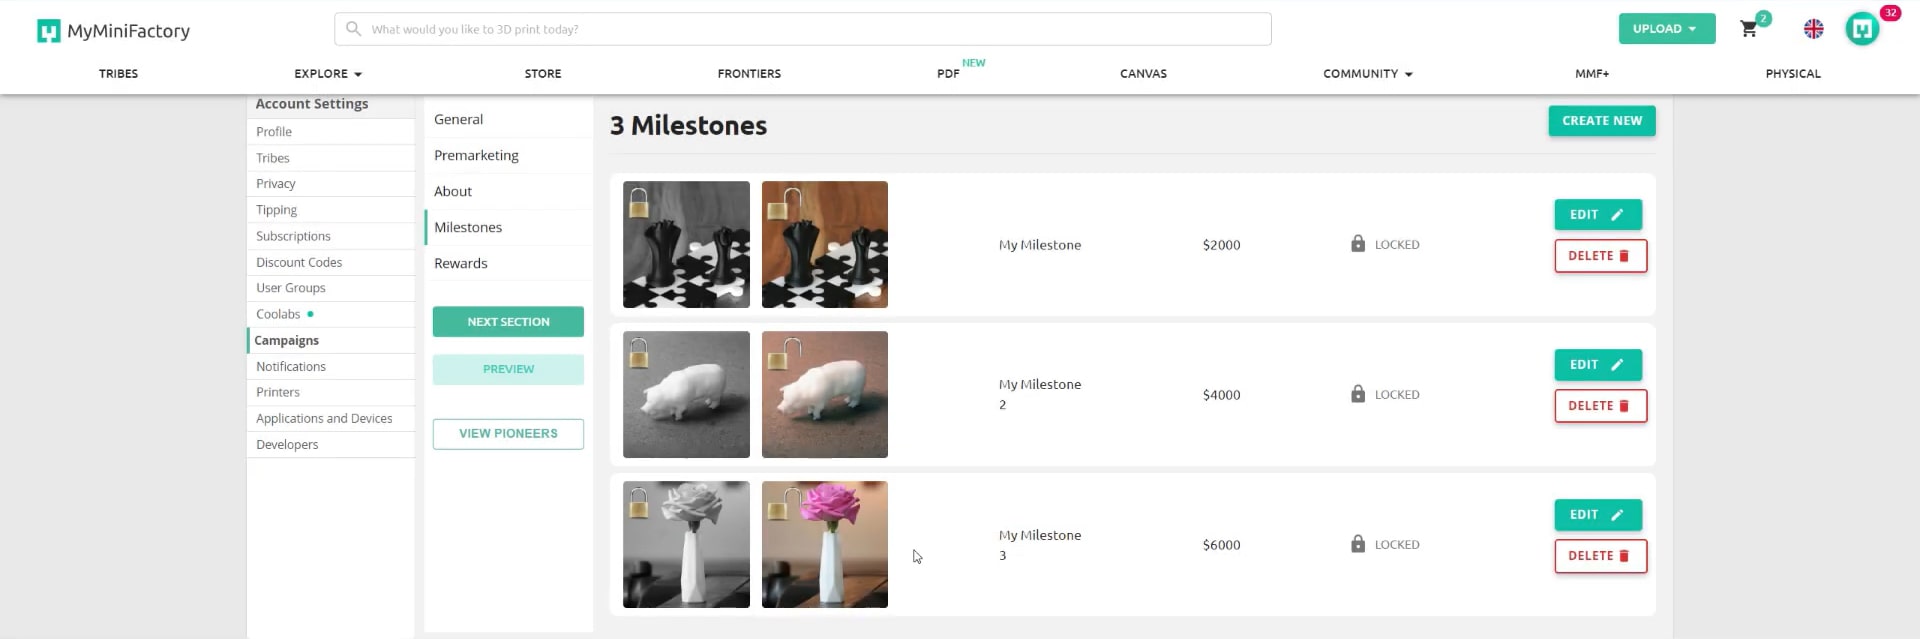 MyMiniFactory
What would you like to 3D print today?
UPLOAD
2
32
TRIBES
EXPLORE
STORE
FRONTIERS
PDF
NEW
CANVAS
COMMUNITY
MMF+
PHYSICAL
Account Settings
Profile
Tribes
Privacy
Tipping
Subscriptions
Discount Codes
User Groups
Coolabs
Campaigns
Notifications
Printers
Applications and Devices
Developers
General
Premarketing
About
Milestones
Rewards
NEXT SECTION
PREVIEW
VIEW PIONEERS
3 Milestones
CREATE NEW
My Milestone
$2000
LOCKED
EDIT
DELETE
My Milestone
2
$4000
LOCKED
EDIT
DELETE
My Milestone
3
$6000
LOCKED
EDIT
DELETE